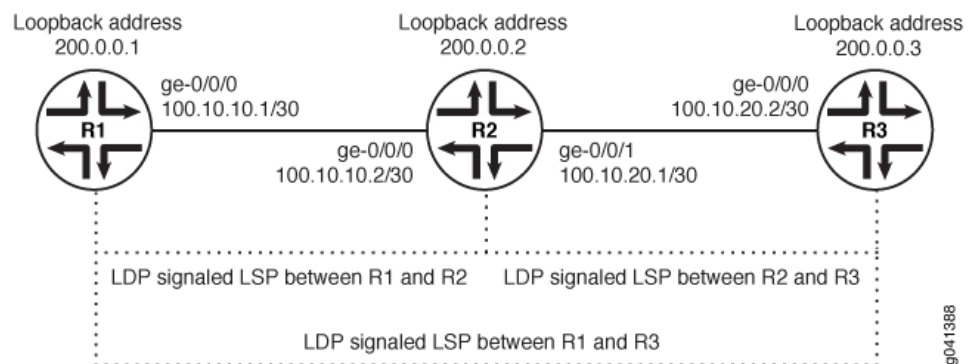 Loopback address
200.0.0.1
Loopback address
200.0.0.2
Loopback address
200.0.0.3
ge-0/0/0
100.10.10.1/30
ge-0/0/0
100.10.20.2/30
R1
R2
R3
ge-0/0/0
100.10.10.2/30
ge-0/0/1
100.10.20.1/30
LDP signaled LSP between R1 and R2
LDP signaled LSP between R2 and R3
LDP signaled LSP between R1 and R3
g041388